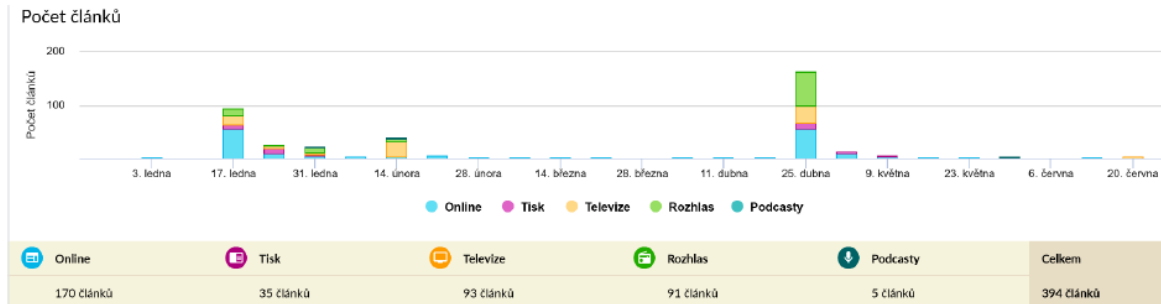 Počet článků
200
Počet článků
100
3. ledna 17. ledna 31. ledna 14. února 28. února 14. března 28. března 11. dubna 25. dubna 9. května 23. května 6. června 20. června
Online Tisk Televize Rozhlas Podcasty
Online Tisk Televize Rozhlas Podcasty Celkem
170 článků 35 článků 93 článků 91 článků 5 článků 394 článků